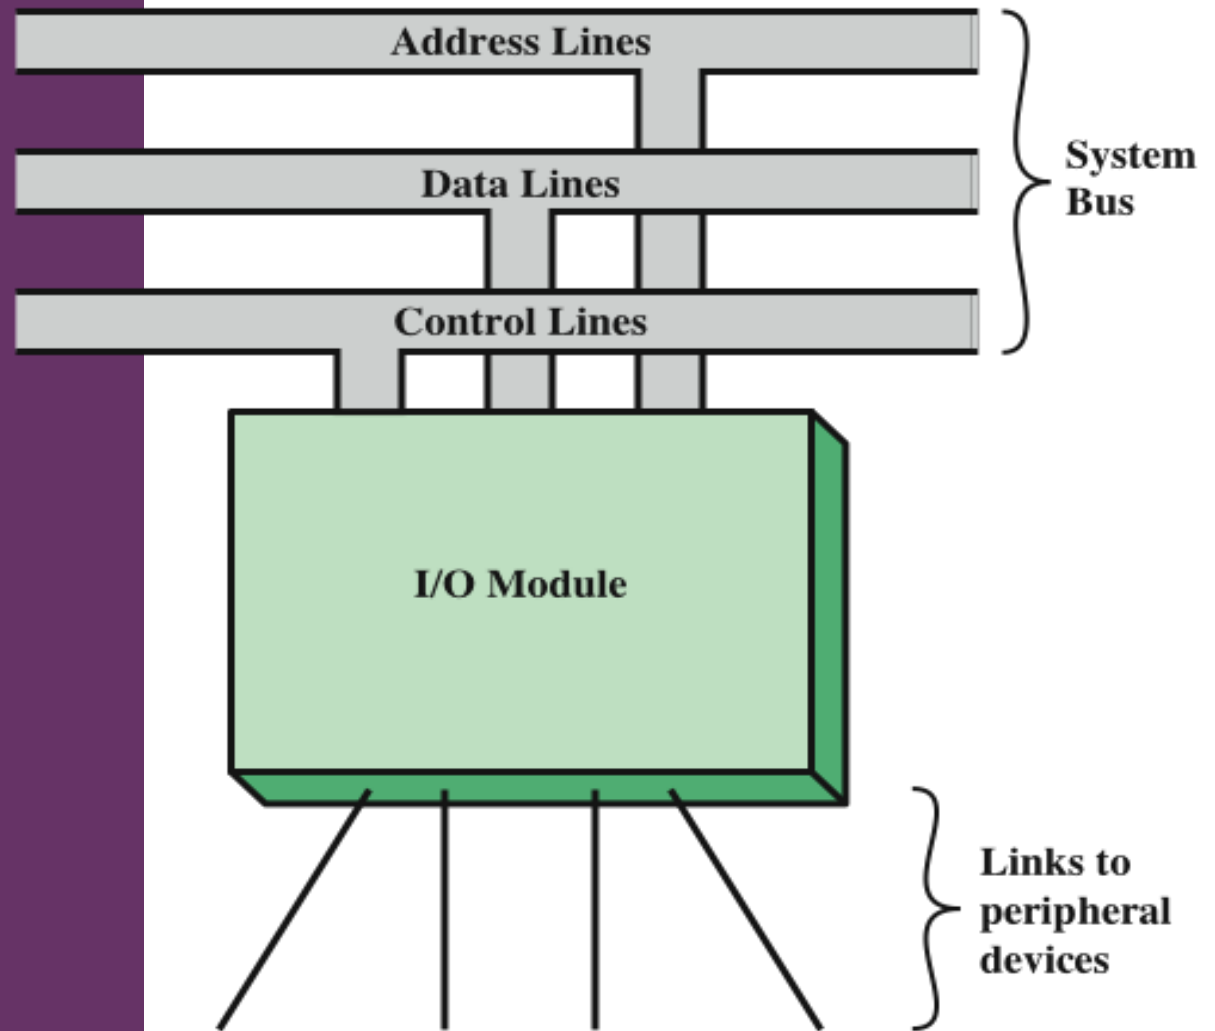 Address Lines
Data Lines
Control Lines
System
Bus
I/O Module
Links to
peripheral
devices